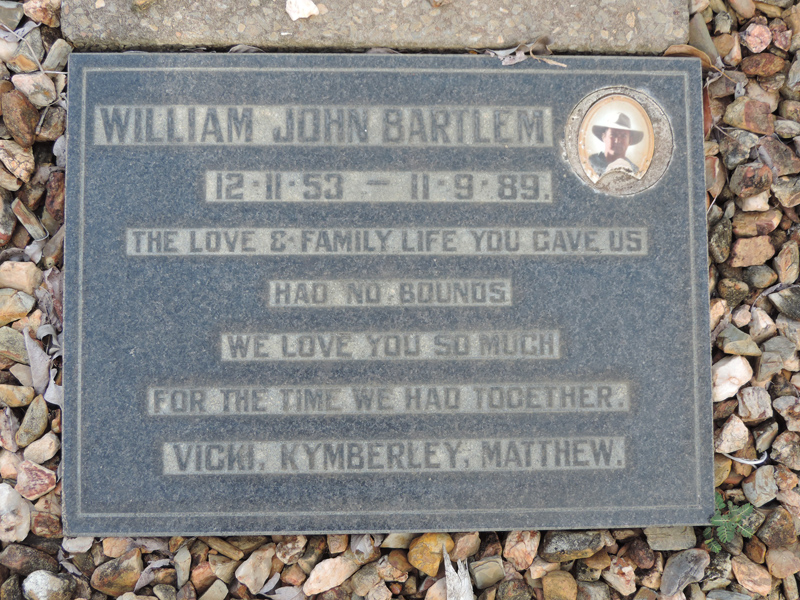 WILLIAM JOHN BARTLEM
12·11·53 — 11·9·89.
THE LOVE & FAMILY LIFE YOU GAVE US
HAD NO BOUNDS
WE LOVE YOU SO MUCH
FOR THE TIME WE HAD TOGETHER.
VICKI, KYMBERLEY, MATTHEW.